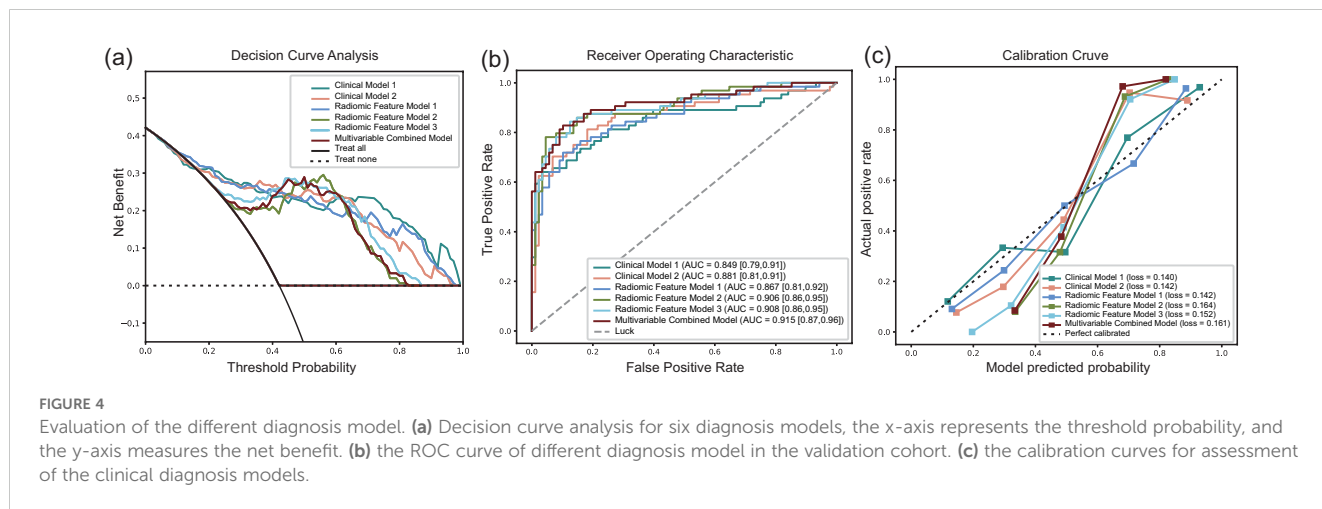 (a)
Decision Curve Analysis
Clinical Model 1
Clinical Model 2
Radiomic Feature Model 1
Radiomic Feature Model 2
Radiomic Feature Model 3
Multivariable Combined Model
Treat all
Treat none
0.5
0.4
0.3
0.2
0.1
0.0
−0.1
Net Benefit
0.0 0.2 0.4 0.6 0.8 1.0
Threshold Probability
(b)
Receiver Operating Characteristic
1.0
0.8
0.6
0.4
0.2
0.0
True Positive Rate
Clinical Model 1 (AUC = 0.849 [0.79,0.91])
Clinical Model 2 (AUC = 0.881 [0.81,0.91])
Radiomic Feature Model 1 (AUC = 0.867 [0.81,0.92])
Radiomic Feature Model 2 (AUC = 0.906 [0.86,0.95])
Radiomic Feature Model 3 (AUC = 0.908 [0.86,0.95])
Multivariable Combined Model (AUC = 0.915 [0.87,0.96])
Luck
0.0 0.2 0.4 0.6 0.8 1.0
False Positive Rate
(c)
Calibration Cruve
1.0
0.8
0.6
0.4
0.2
0.0
Actual positive rate
Clinical Model 1 (loss = 0.140)
Clinical Model 2 (loss = 0.142)
Radiomic Feature Model 1 (loss = 0.142)
Radiomic Feature Model 2 (loss = 0.164)
Radiomic Feature Model 3 (loss = 0.152)
Multivariable Combined Model (loss = 0.161)
Perfect calibrated
0.0 0.2 0.4 0.6 0.8 1.0
Model predicted probability
FIGURE 4
Evaluation of the different diagnosis model. (a) Decision curve analysis for six diagnosis models, the x-axis represents the threshold probability, and
the y-axis measures the net benefit. (b) the ROC curve of different diagnosis model in the validation cohort. (c) the calibration curves for assessment
of the clinical diagnosis models.